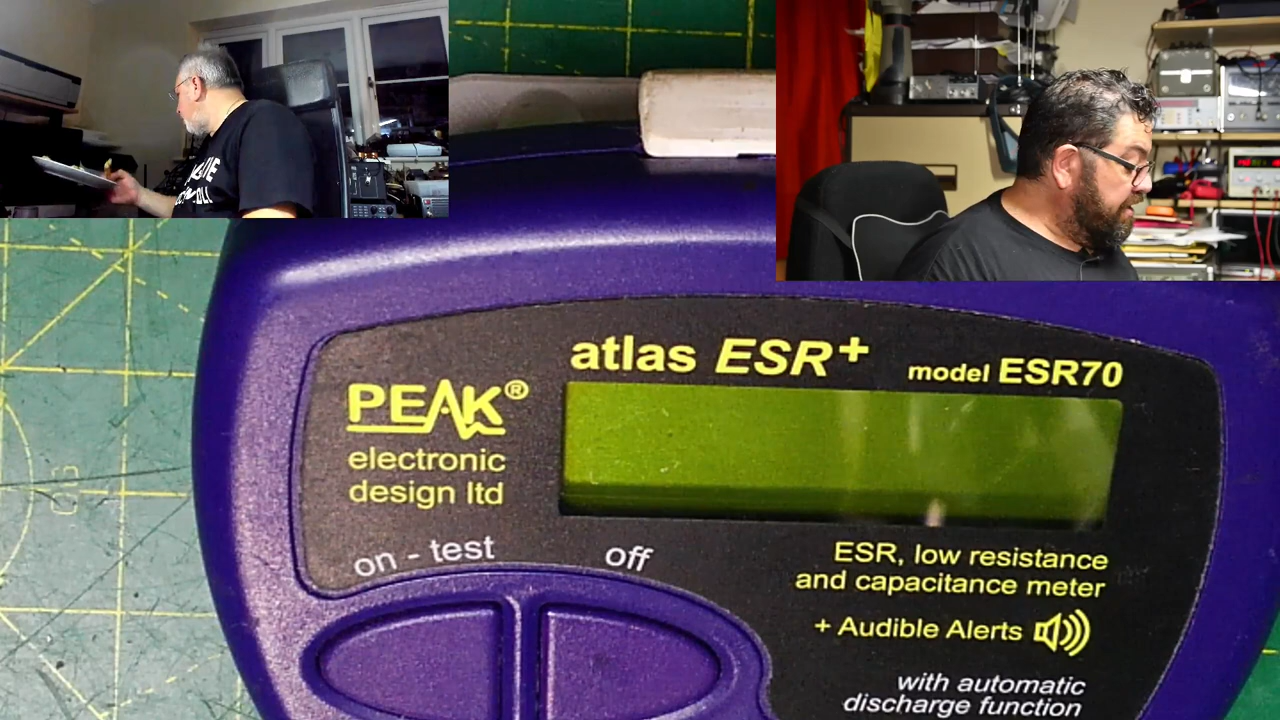 atlas ESR+
model ESR70
PEAK®
electronic
design ltd
on - test
off
ESR, low resistance
and capacitance meter
+ Audible Alerts
with automatic
discharge function